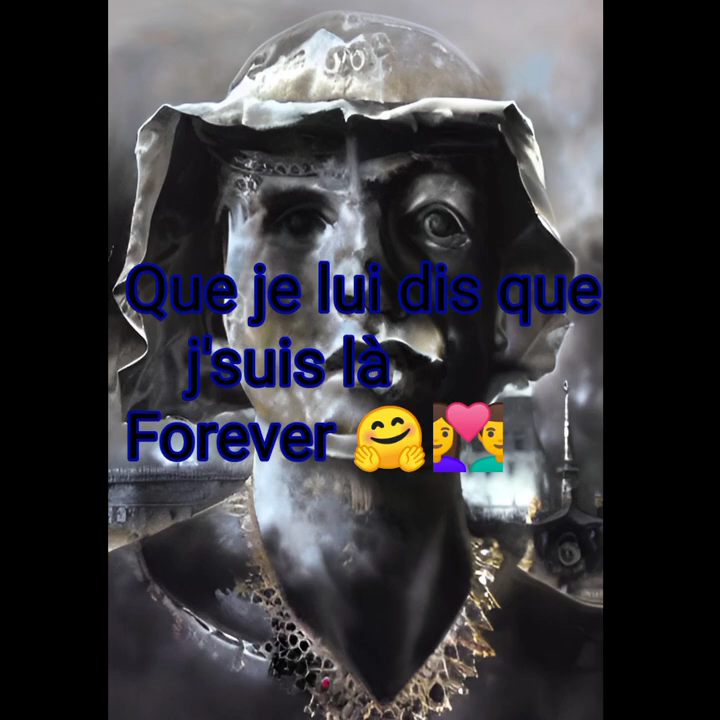 Que je lui dis que
j'suis là
Forever 🤗👩‍❤️‍👨